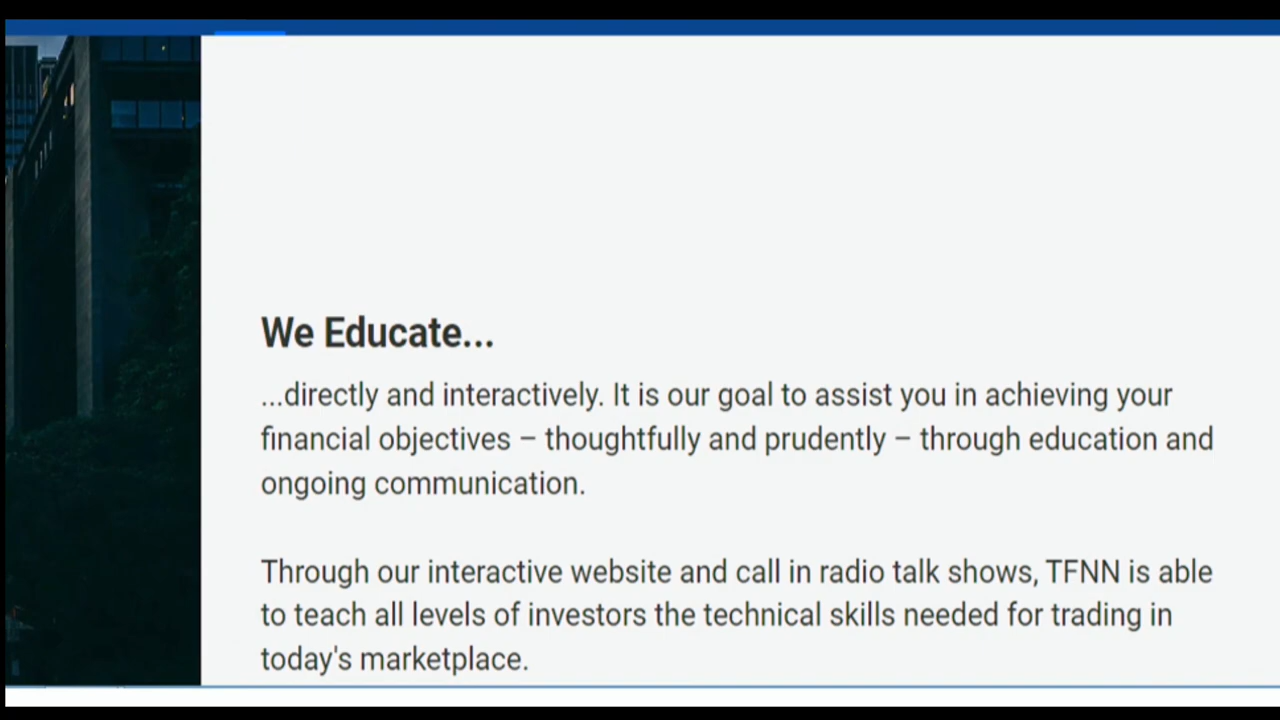 We Educate...
...directly and interactively. It is our goal to assist you in achieving your
financial objectives – thoughtfully and prudently – through education and
ongoing communication.
Through our interactive website and call in radio talk shows, TFNN is able
to teach all levels of investors the technical skills needed for trading in
today's marketplace.